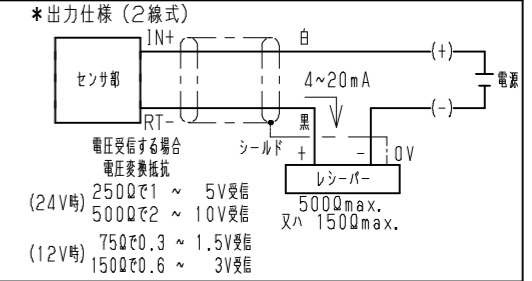 *出力仕様 (2線式)
IN+
白
(+)
センサ部
4~20mA
電源
RT-
黒
(-)
電圧受信する場合
シールド
+
-
0V
電圧変換抵抗
レシーバー
(24V時)
250Ωで1 ~ 5V受信
500Ωmax.
500Ωで2 ~ 10V受信
又ハ 150Ωmax.
(12V時)
75Ωで0.3 ~ 1.5V受信
150Ωで0.6 ~ 3V受信